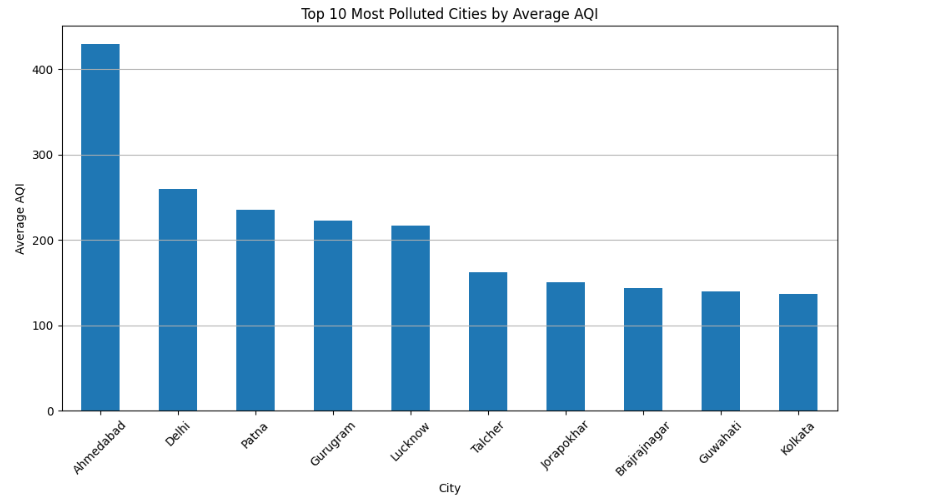 Top 10 Most Polluted Cities by Average AQI
Average AQI
400
300
200
100
0
Ahmedabad
Delhi
Patna
Gurugram
Lucknow
Talcher
Jorapokhar
Brajrajnagar
Guwahati
Kolkata
City